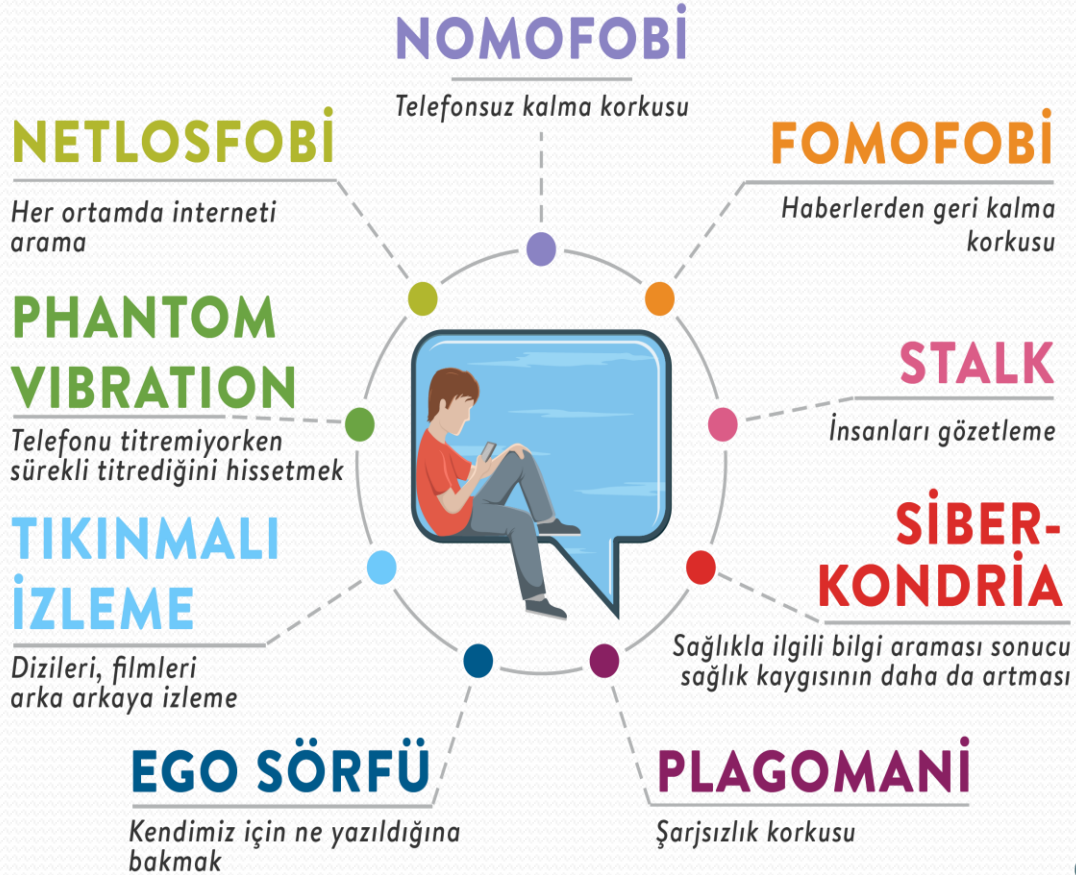 NOMOFOBİ
Telefonsuz kalma korkusu
NETLOSFOBİ
Her ortamda interneti
arama
FOMOFOBİ
Haberlerden geri kalma
korkusu
PHANTOM
VIBRATION
Telefonu titremiyorken
sürekli titrediğini hissetmek
STALK
İnsanları gözetleme
TIKINMALI
İZLEME
Dizileri, filmleri
arka arkaya izleme
SİBER-
KONDRİA
Sağlıkla ilgili bilgi araması sonucu
sağlık kaygısının daha da artması
EGO SÖRFÜ
Kendimiz için ne yazıldığına
bakmak
PLAGOMANİ
Şarjsızlık korkusu